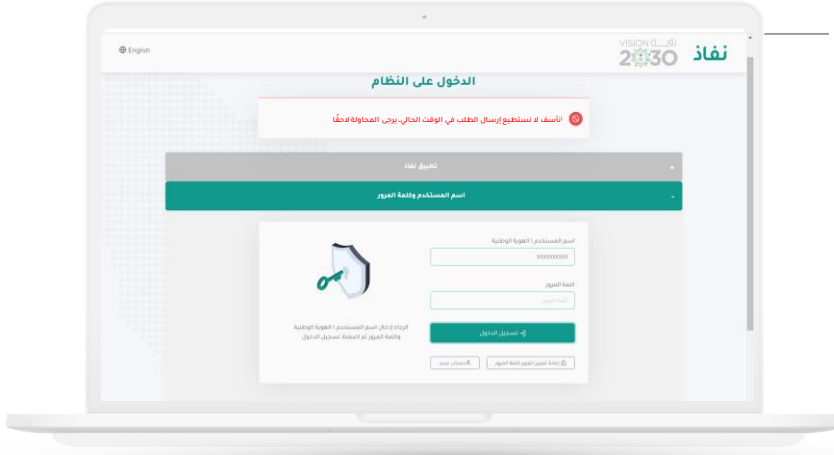 English
رؤيــــة VISION
2030
نفاذ
الدخول على النظام
نأسف لا نستطيع إرسال الطلب في الوقت الحالي، يرجى المحاولة لاحقًا
تطبيق نفاذ
اسم المستخدم وكلمة المرور
اسم المستخدم \ الهوية الوطنية
XXXXXXXXXX
كلمة المرور
كلمة المرور
تسجيل الدخول
الرجاء إدخال اسم المستخدم \ الهوية الوطنية
وكلمة المرور ثم اضغط تسجيل الدخول
إعادة تعيين/تغيير كلمة المرور
حساب جديد